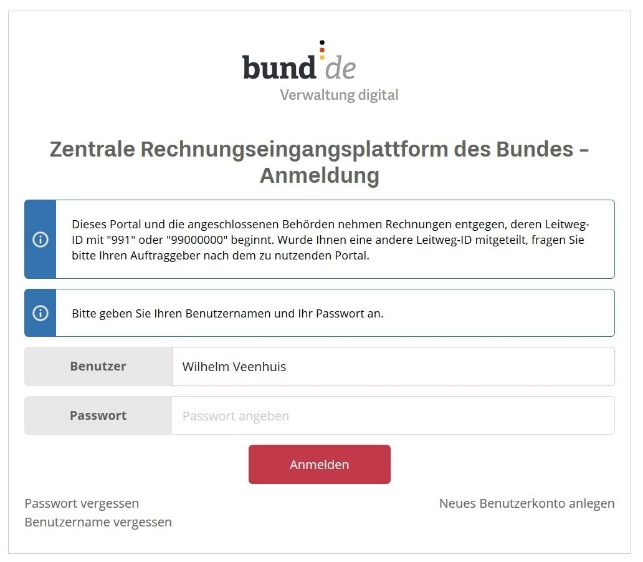 bund.de
Verwaltung digital
Zentrale Rechnungseingangsplattform des Bundes –
Anmeldung
Dieses Portal und die angeschlossenen Behörden nehmen Rechnungen entgegen, deren Leitweg-
ID mit "991" oder "99000000" beginnt. Wurde Ihnen eine andere Leitweg-ID mitgeteilt, fragen Sie
bitte Ihren Auftraggeber nach dem zu nutzenden Portal.
Bitte geben Sie Ihren Benutzernamen und Ihr Passwort an.
Benutzer Wilhelm Veenhuis
Passwort Passwort angeben
Anmelden
Passwort vergessen Neues Benutzerkonto anlegen
Benutzername vergessen